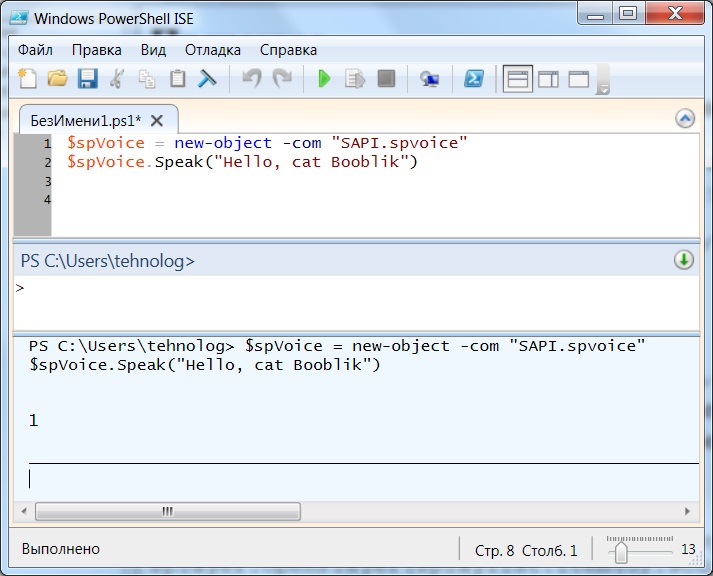 Windows PowerShell ISE
Файл Правка Вид Отладка Справка
БезИмени1.ps1*
1 $spVoice = new-object -com "SAPI.spvoice"
2 $spVoice.Speak("Hello, cat Booblik")
3
4
PS C:\Users\tehnolog>
>
PS C:\Users\tehnolog> $spVoice = new-object -com "SAPI.spvoice"
$spVoice.Speak("Hello, cat Booblik")
1
Выполнено Стр. 8 Столб. 1 13